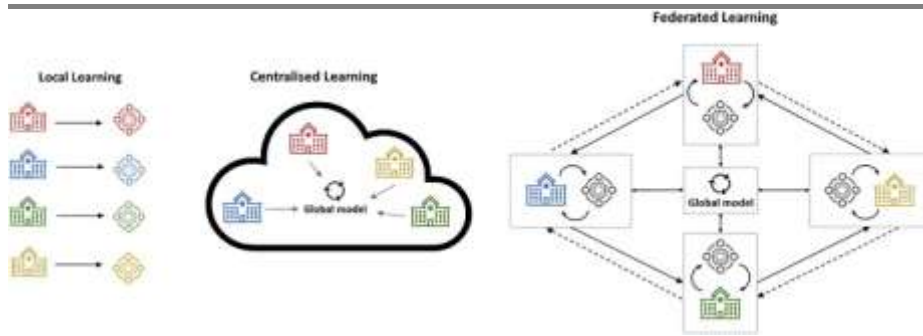 Federated Learning
Local Learning
Centralised Learning
Global model
Global model